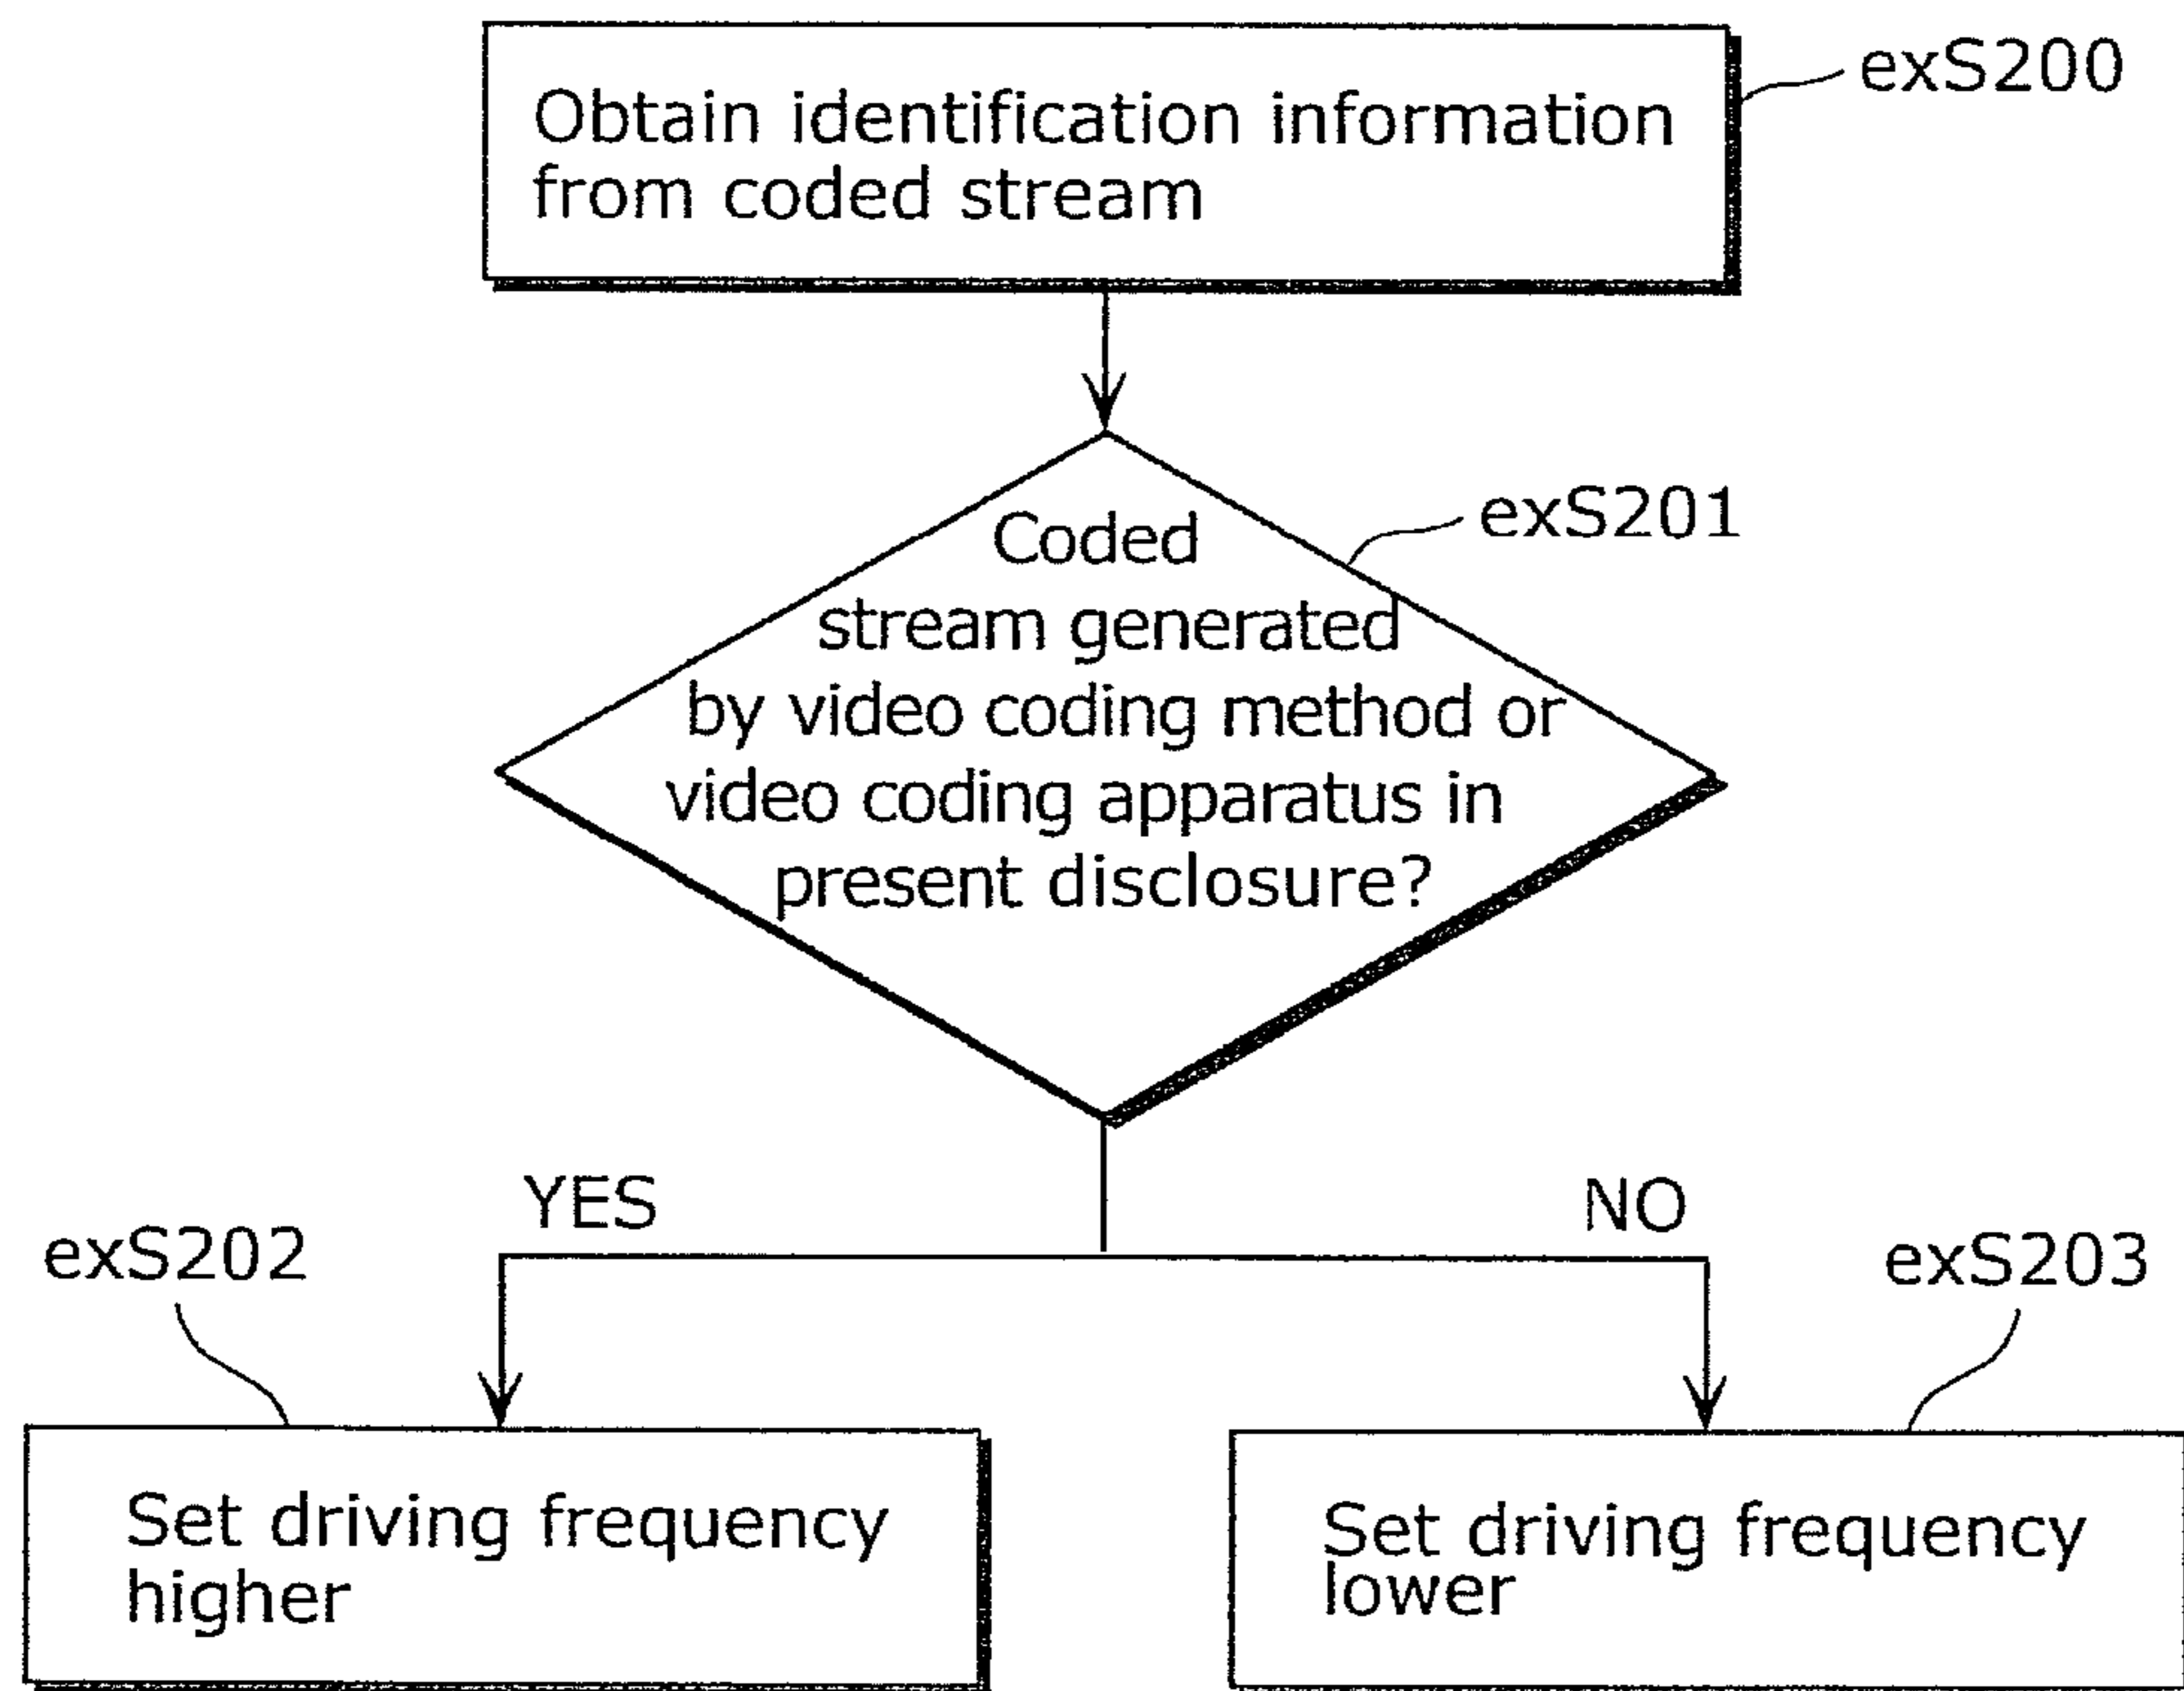 Obtain identification information
from coded stream
exS200
Coded
stream generated
by video coding method or
video coding apparatus in
present disclosure?
exS201
YES
NO
exS202
exS203
Set driving frequency
higher
Set driving frequency
lower